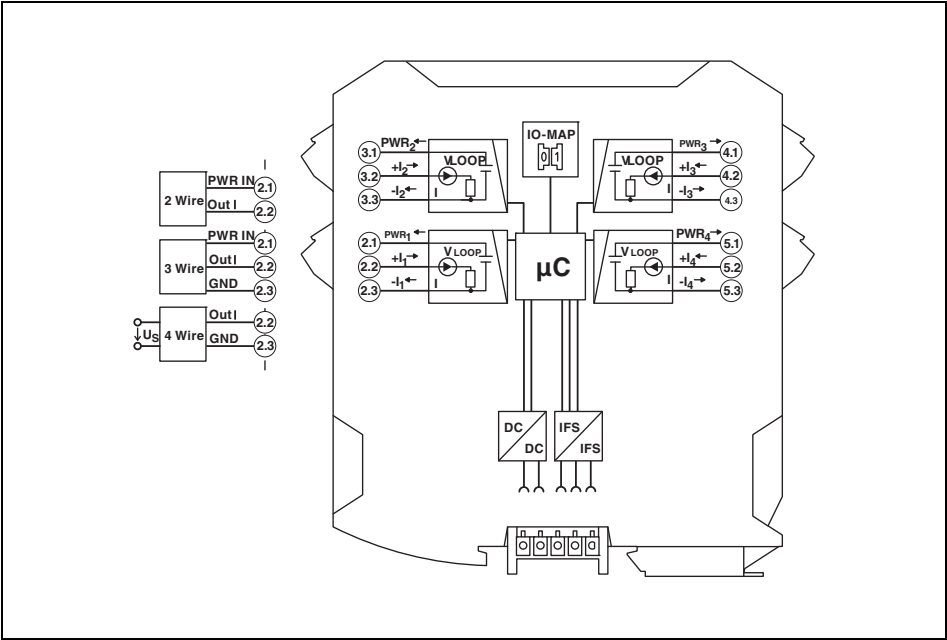 2 Wire
PWR IN
2.1
Out I
2.2
3 Wire
PWR IN
2.1
Out I
2.2
GND
2.3
4 Wire
US
Out I
2.2
GND
2.3
IO-MAP
0 1
3.1
PWR2
3.2
+I2
3.3
-I2
VLOOP
I
2.1
PWR1
2.2
+I1
2.3
-I1
V LOOP
I
VLOOP
I
PWR3
4.1
+I3
4.2
-I3
4.3
V LOOP
I
PWR4
5.1
+I4
5.2
-I4
5.3
μC
DC
DC
IFS
IFS